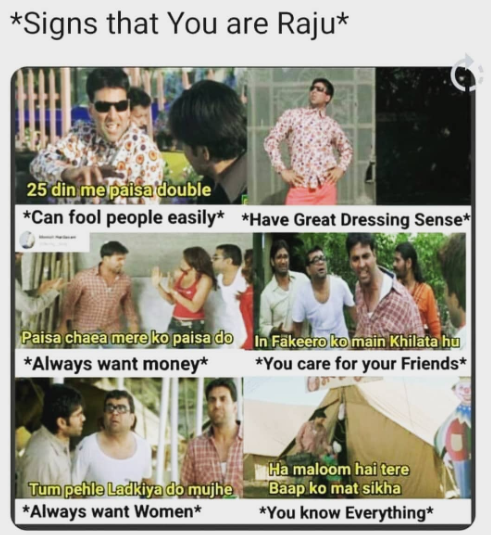 *Signs that You are Raju*
25 din me paisa double
*Can fool people easily*
*Have Great Dressing Sense*
Paisa chaea mere ko paisa do
In Fakeero ko main Khilata hu
*Always want money*
*You care for your Friends*
Tum pehle Ladkiya do mujhe
Ha maloom hai tere
Baap ko mat sikha
*Always want Women*
*You know Everything*